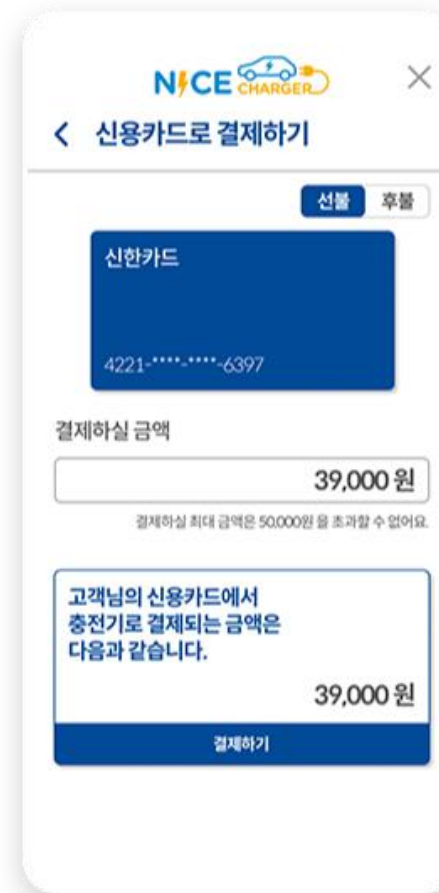 NICE CHARGER
신용카드로 결제하기
선불 후불
신한카드
4221-****-****-6397
결제하실 금액
39,000 원
결제하실 최대 금액은 50,000원 을 초과할 수 없어요.
고객님의 신용카드에서
충전기로 결제되는 금액은
다음과 같습니다.
39,000 원
결제하기